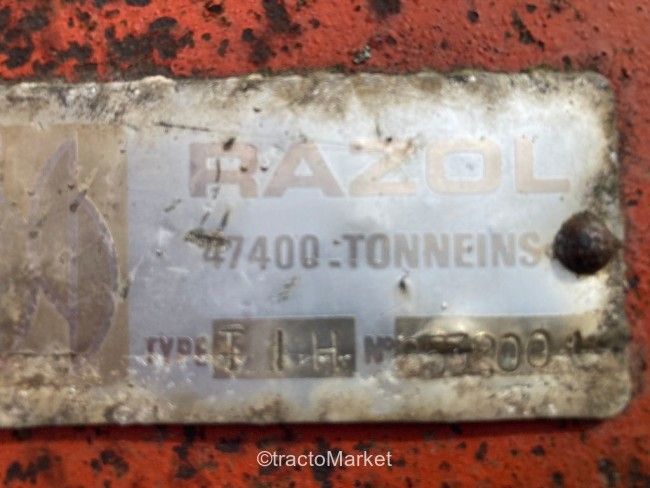 RAZOL
47400-TONNEINS
TYPE T I H N°
©tractoMarket